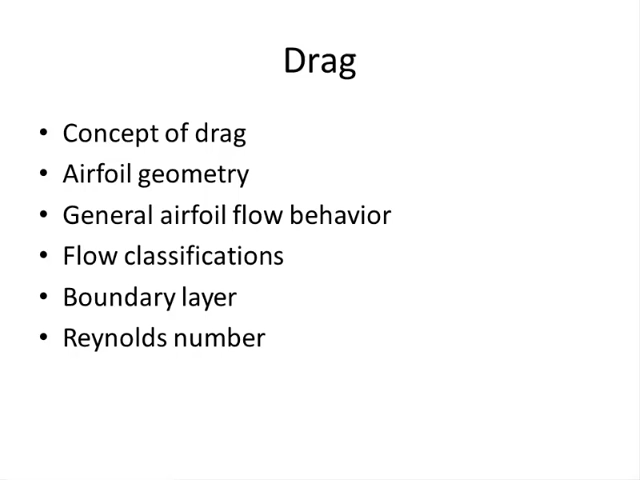 Drag
• Concept of drag
• Airfoil geometry
• General airfoil flow behavior
• Flow classifications
• Boundary layer
• Reynolds number